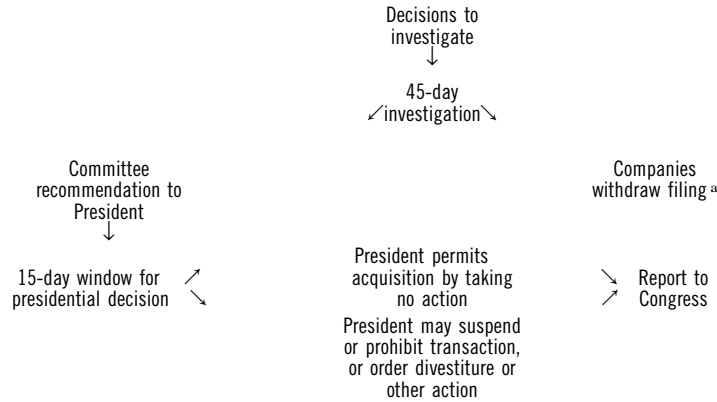 Decisions to
investigate
↓
45-day
↙investigation↘
Committee
recommendation to
President
↓
Companies
withdraw filing a
15-day window for ↗
presidential decision ↘
President permits
acquisition by taking
no action
↘ Report to
↗ Congress
President may suspend
or prohibit transaction,
or order divestiture or
other action